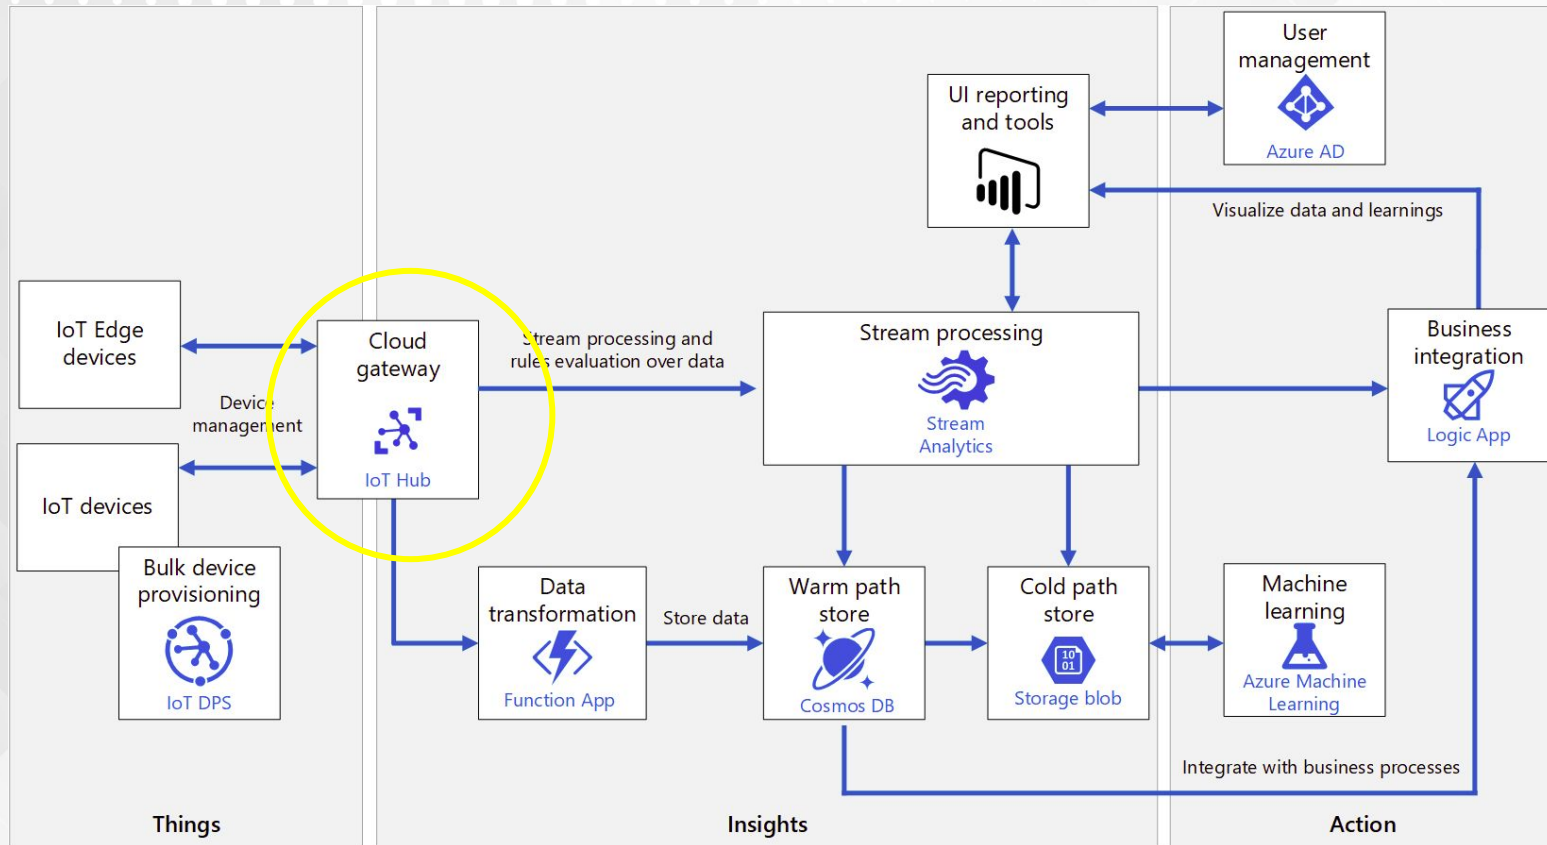 User
management
Azure AD
UI reporting
and tools
Visualize data and learnings
IoT Edge
devices
Device
management
IoT devices
Bulk device
provisioning
IoT DPS
Cloud
gateway
IoT Hub
Stream processing and
rules evaluation over data
Stream processing
Stream
Analytics
Business
integration
Logic App
Data
transformation
Function App
Store data
Warm path
store
Cosmos DB
Cold path
store
10
01
Storage blob
Machine
learning
Azure Machine
Learning
Integrate with business processes
Things
Insights
Action